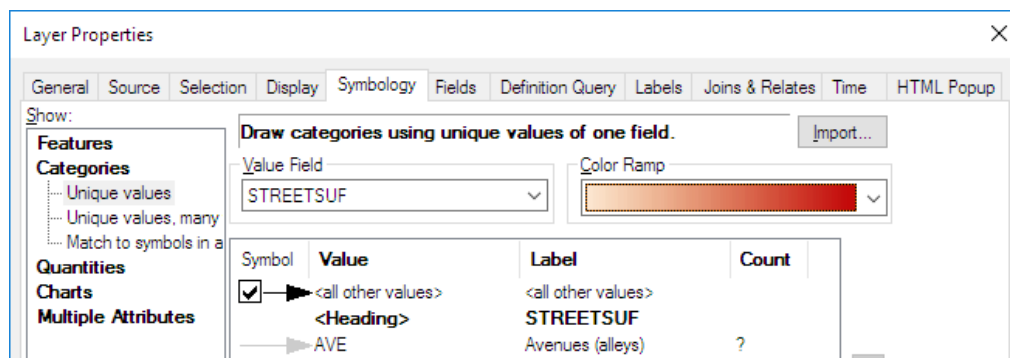 Layer Properties
General Source Selection Display Symbology Fields Definition Query Labels Joins & Relates Time HTML Popup
Show:
Features
Categories
Unique values
Unique values, many
Match to symbols in a
Quantities
Charts
Multiple Attributes
Draw categories using unique values of one field.
Import...
Value Field
STREETSUF
Color Ramp
Symbol Value Label Count
<all other values> <all other values>
<Heading> STREETSUF
AVE Avenues (alleys) ?